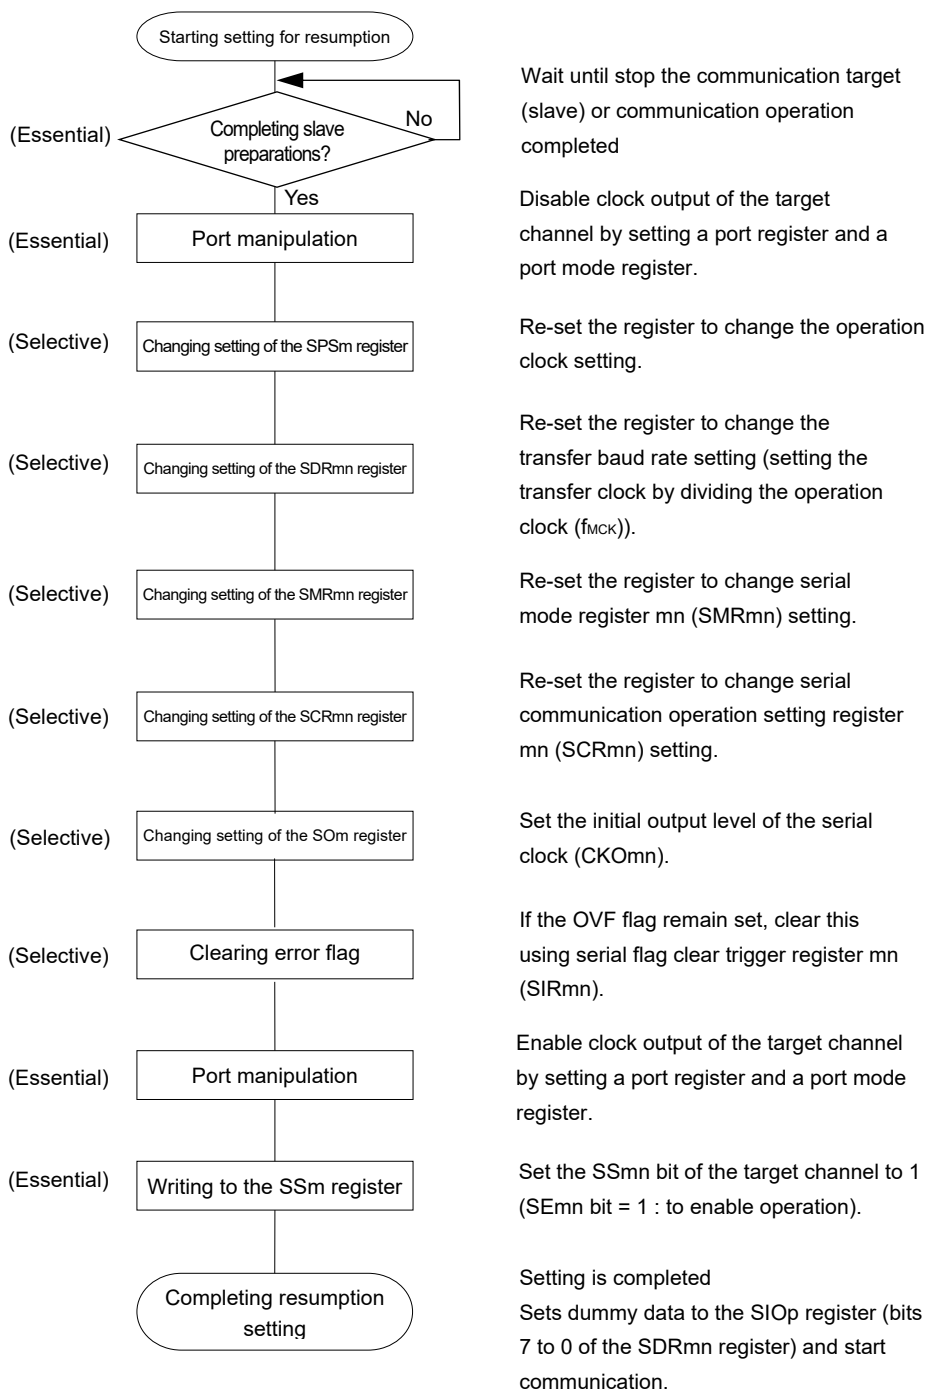 Starting setting for resumption
Wait until stop the communication target
(slave) or communication operation
completed
(Essential)
Completing slave
preparations?
No
Yes
(Essential)
Port manipulation
Disable clock output of the target
channel by setting a port register and a
port mode register.
(Selective)
Changing setting of the SPSm register
Re-set the register to change the operation
clock setting.
(Selective)
Changing setting of the SDRmn register
Re-set the register to change the
transfer baud rate setting (setting the
transfer clock by dividing the operation
clock (fMCK)).
(Selective)
Changing setting of the SMRmn register
Re-set the register to change serial
mode register mn (SMRmn) setting.
(Selective)
Changing setting of the SCRmn register
Re-set the register to change serial
communication operation setting register
mn (SCRmn) setting.
(Selective)
Changing setting of the SOm register
Set the initial output level of the serial
clock (CKOmn).
(Selective)
Clearing error flag
If the OVF flag remain set, clear this
using serial flag clear trigger register mn
(SIRmn).
(Essential)
Port manipulation
Enable clock output of the target channel
by setting a port register and a port mode
register.
(Essential)
Writing to the SSm register
Set the SSmn bit of the target channel to 1
(SEmn bit = 1 : to enable operation).
Completing resumption
setting
Setting is completed
Sets dummy data to the SIOp register (bits
7 to 0 of the SDRmn register) and start
communication.